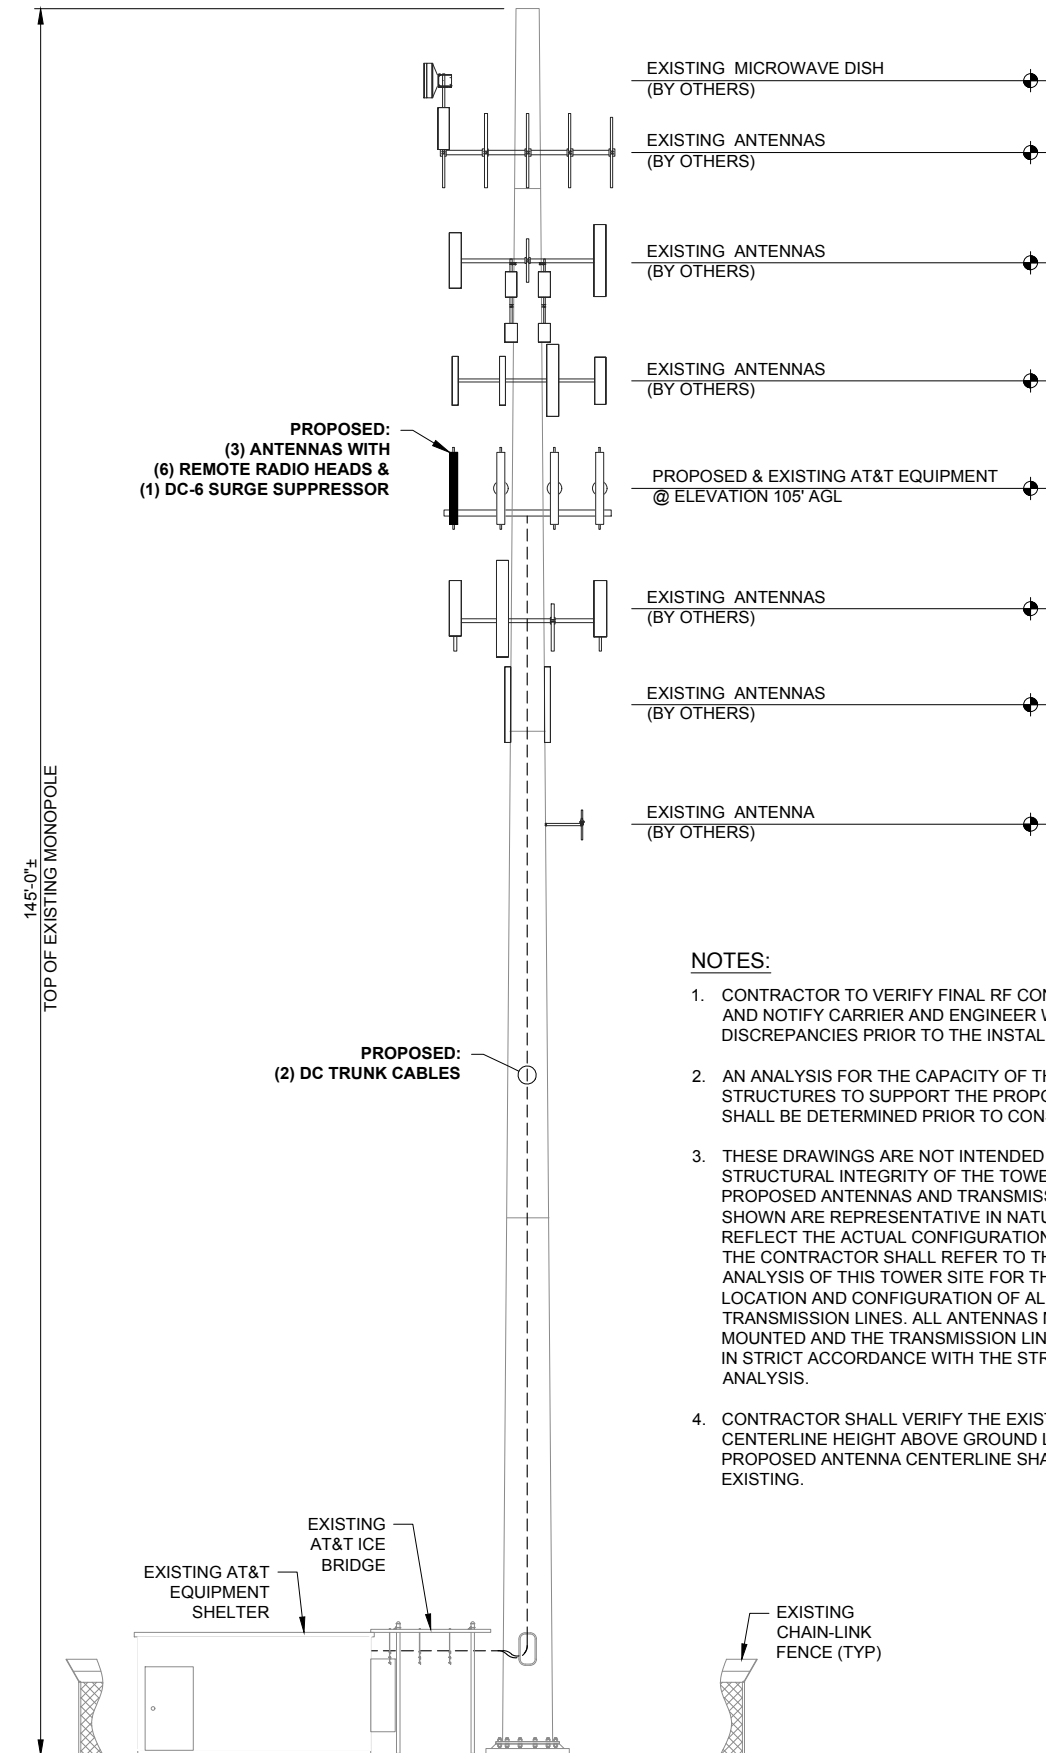 EXISTING MICROWAVE DISH
(BY OTHERS)
EXISTING ANTENNAS
(BY OTHERS)
EXISTING ANTENNAS
(BY OTHERS)
EXISTING ANTENNAS
(BY OTHERS)
PROPOSED:
(3) ANTENNAS WITH
(6) REMOTE RADIO HEADS &
(1) DC-6 SURGE SUPPRESSOR
PROPOSED & EXISTING AT&T EQUIPMENT
@ ELEVATION 105' AGL
EXISTING ANTENNAS
(BY OTHERS)
EXISTING ANTENNAS
(BY OTHERS)
EXISTING ANTENNA
(BY OTHERS)
145'-0"±
TOP OF EXISTING MONOPOLE
PROPOSED:
(2) DC TRUNK CABLES
NOTES:
1. CONTRACTOR TO VERIFY FINAL RF
AND NOTIFY CARRIER AND ENGINEER
DISCREPANCIES PRIOR TO THE
2. AN ANALYSIS FOR THE CAPACITY OF
STRUCTURES TO SUPPORT THE
SHALL BE DETERMINED PRIOR TO
3. THESE DRAWINGS ARE NOT INTENDED
STRUCTURAL INTEGRITY OF THE
PROPOSED ANTENNAS AND
SHOWN ARE REPRESENTATIVE IN
REFLECT THE ACTUAL
THE CONTRACTOR SHALL REFER TO
ANALYSIS OF THIS TOWER SITE FOR
LOCATION AND CONFIGURATION OF
TRANSMISSION LINES. ALL ANTENNAS
MOUNTED AND THE TRANSMISSION
IN STRICT ACCORDANCE WITH THE
ANALYSIS.
4. CONTRACTOR SHALL VERIFY THE
CENTERLINE HEIGHT ABOVE GROUND
PROPOSED ANTENNA CENTERLINE
EXISTING.
EXISTING
AT&T ICE
BRIDGE
EXISTING AT&T
EQUIPMENT
SHELTER
EXISTING
CHAIN-LINK
FENCE (TYP)